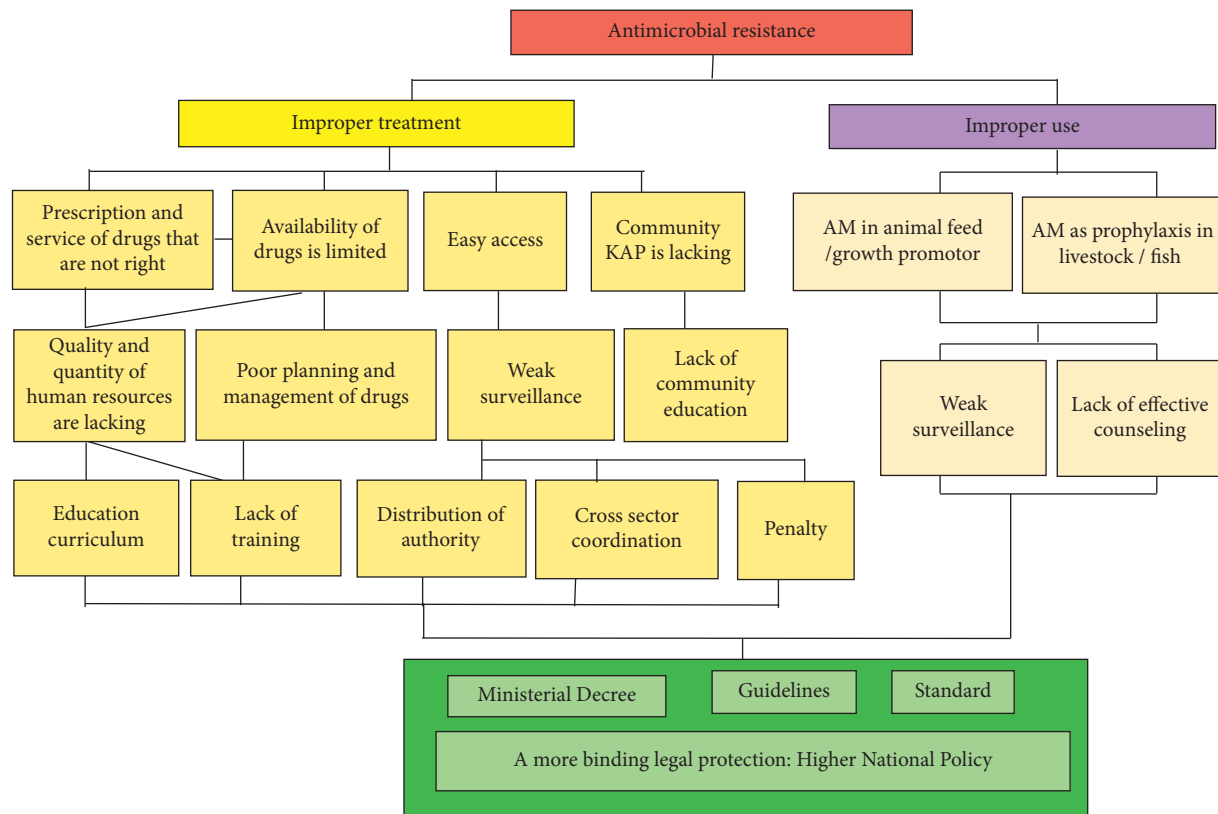 Antimicrobial resistance
Improper treatment
Improper use
Prescription and
service of drugs that
are not right
Availability of
drugs is limited
Easy access
Community
KAP is lacking
AM in animal feed
/growth promotor
AM as prophylaxis in
livestock / fish
Quality and
quantity of
human resources
are lacking
Poor planning and
management of drugs
Weak
surveillance
Lack of
community
education
Weak
surveillance
Lack of effective
counseling
Education
curriculum
Lack of
training
Distribution of
authority
Cross sector
coordination
Penalty
Ministerial Decree
Guidelines
Standard
A more binding legal protection: Higher National Policy